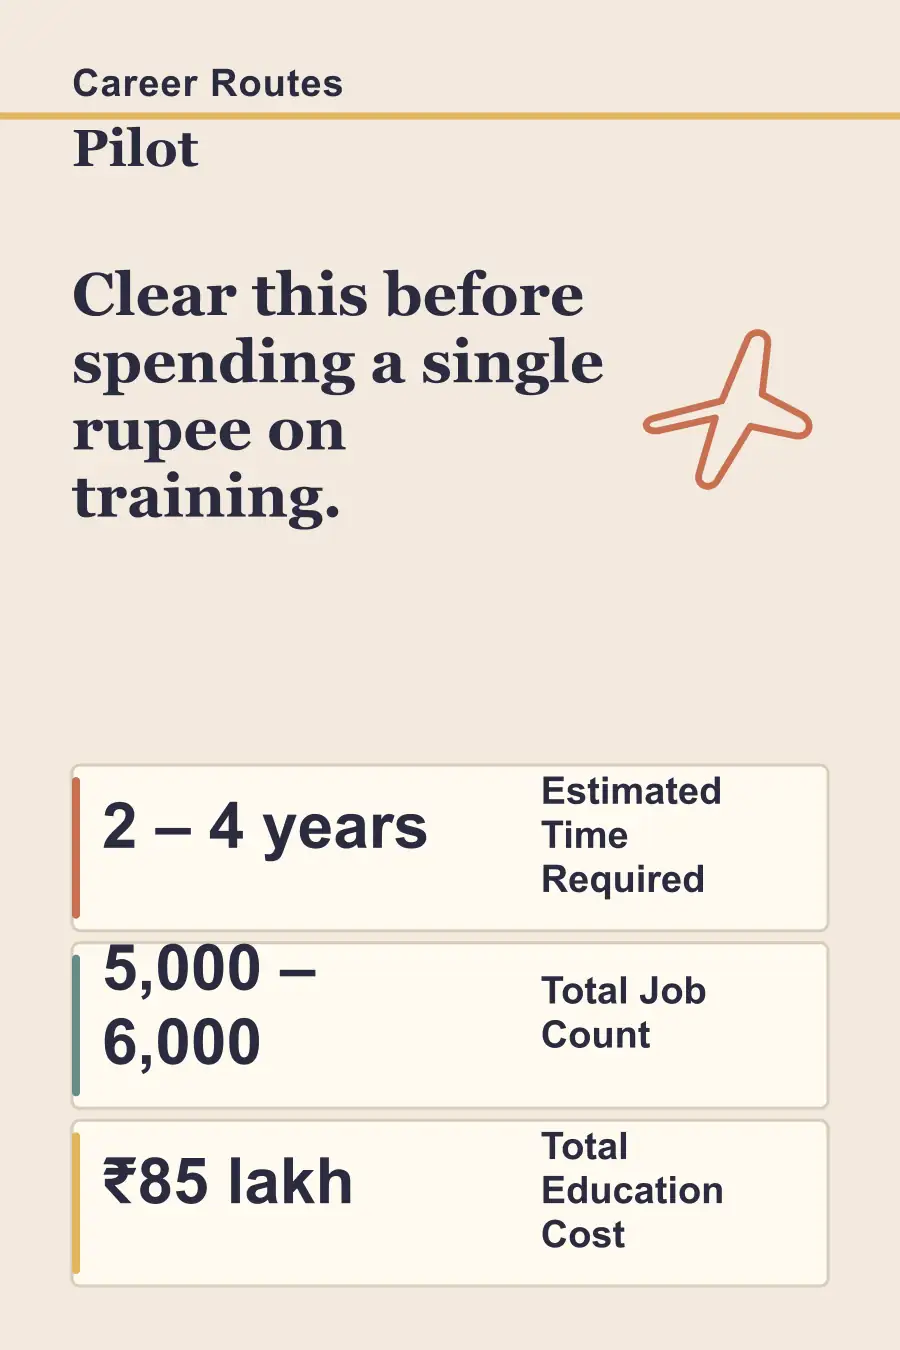 Career Routes
Pilot
Clear this before
spending a single
rupee on
training.
2 – 4 years
Estimated
Time
Required
5,000 –
6,000
Total Job
Count
₹85 lakh
Total
Education
Cost